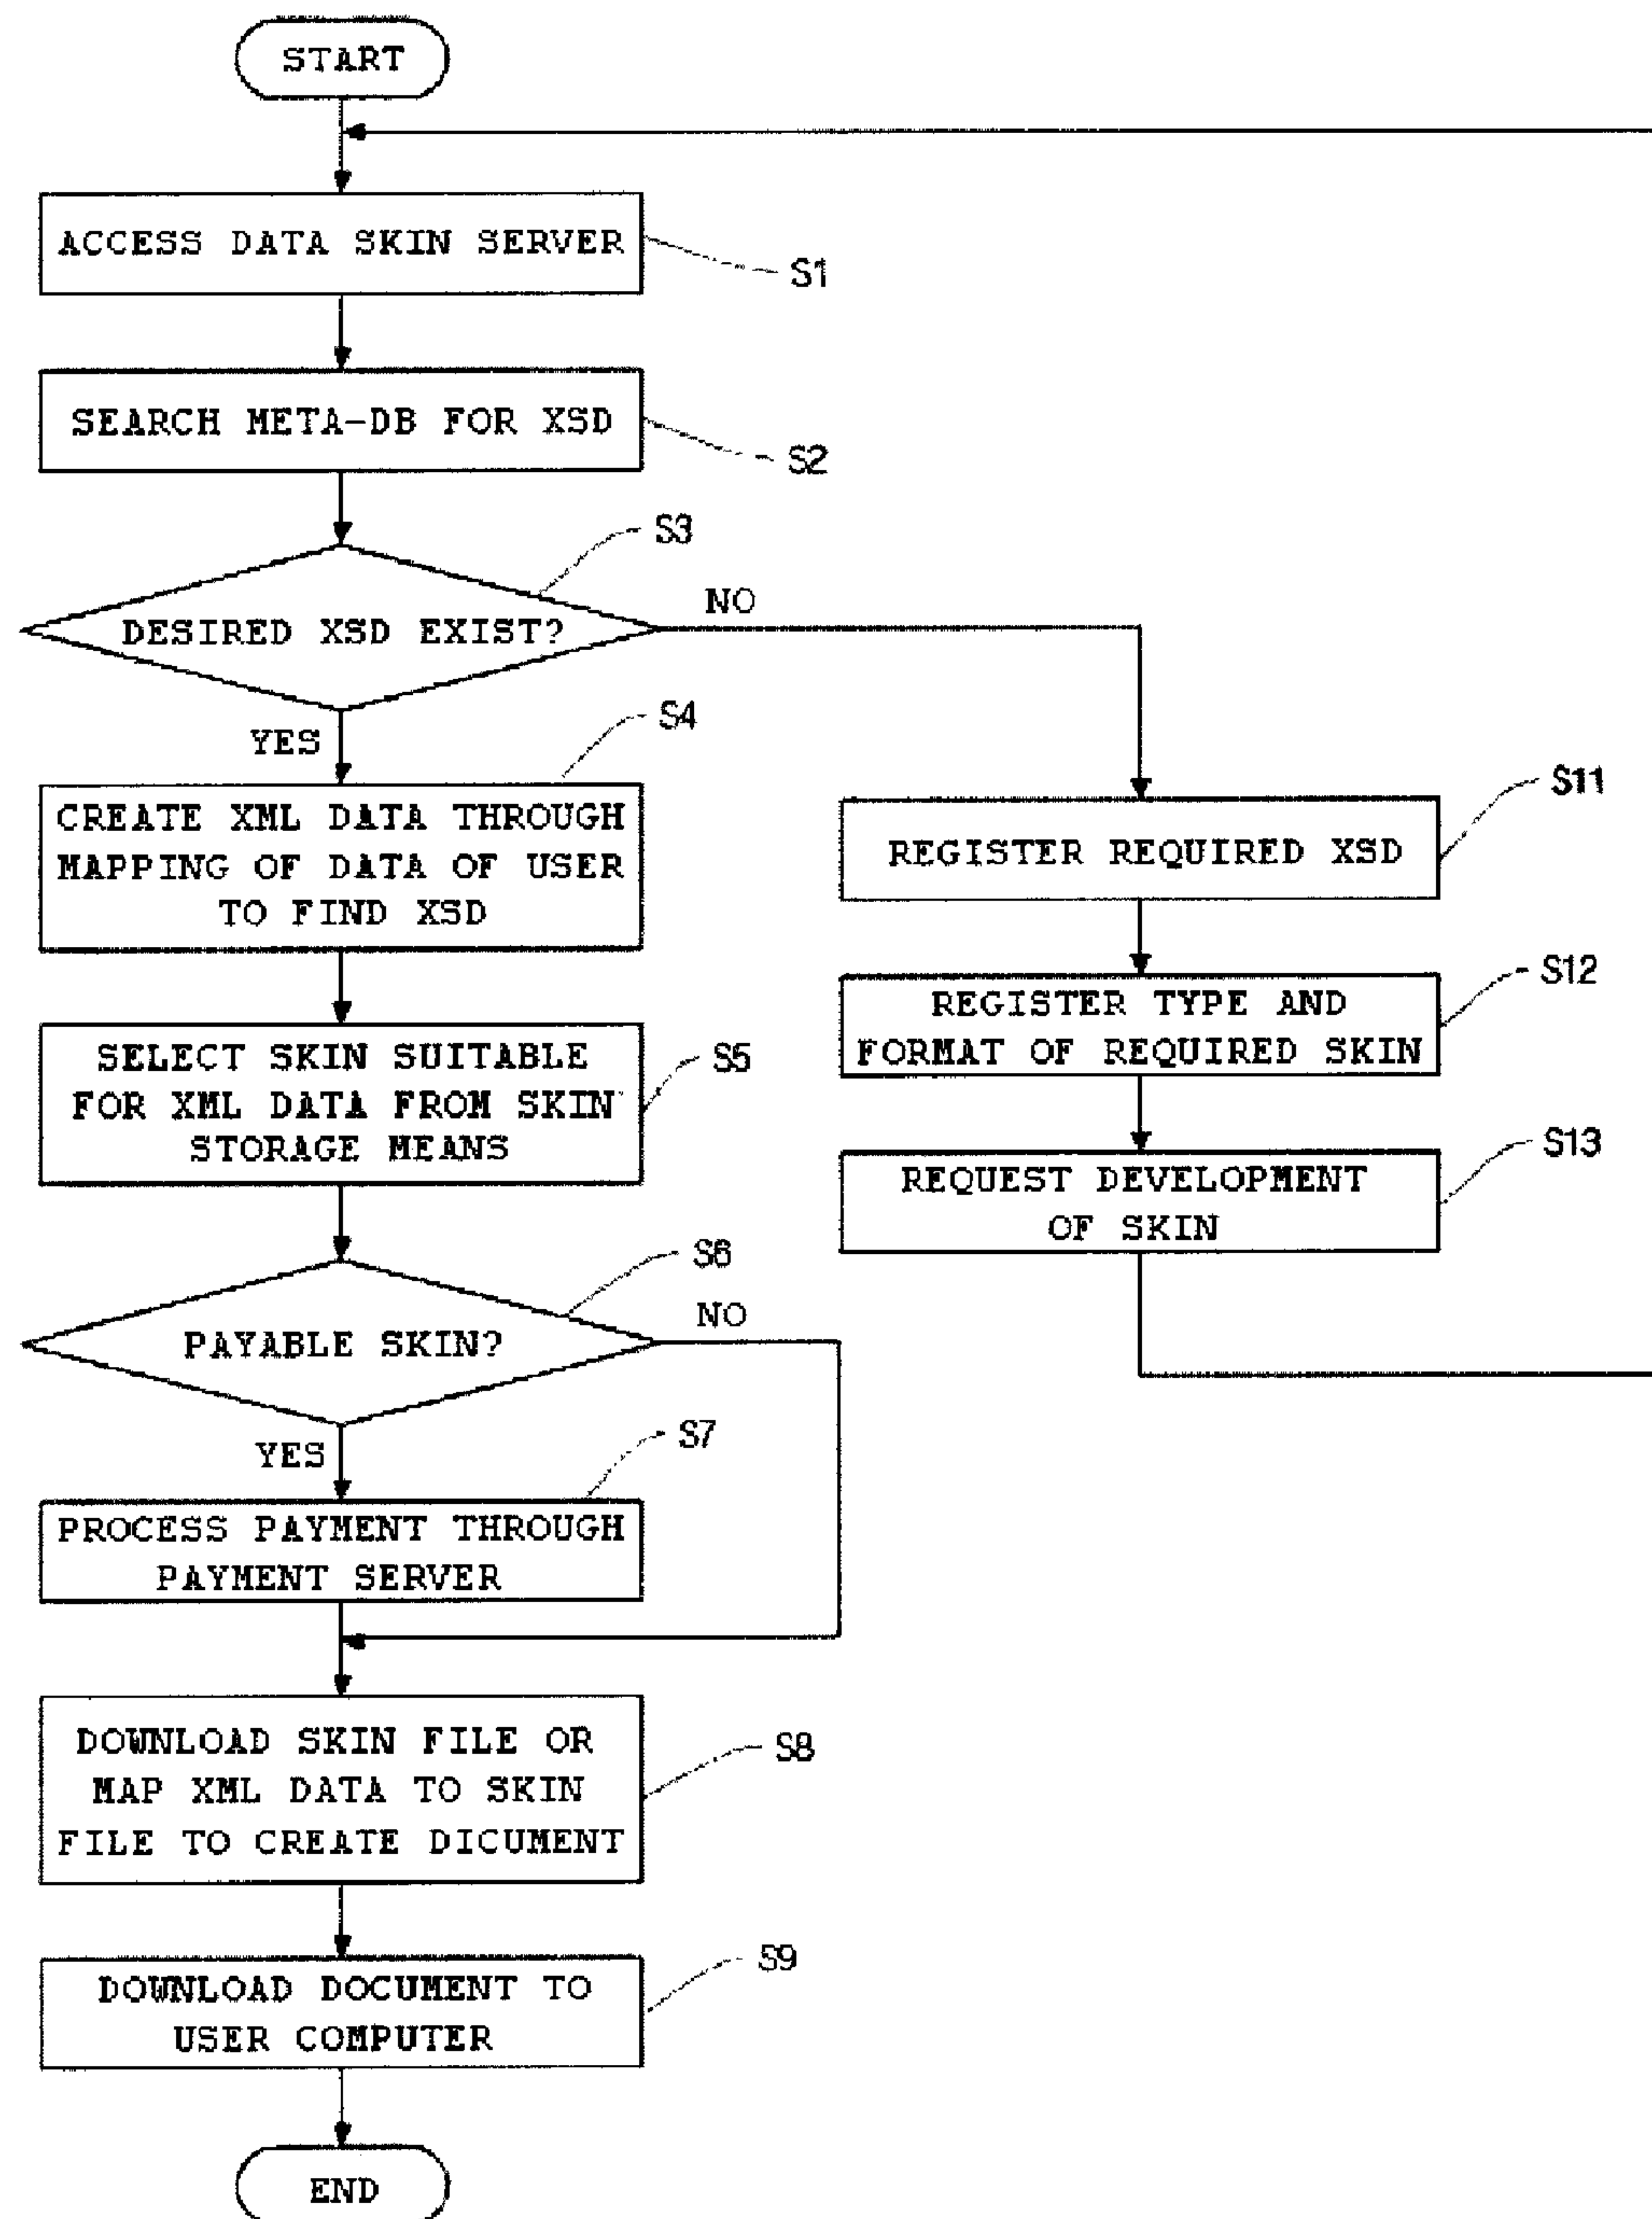 START
ACCESS DATA SKIN SERVER
S1
SEARCH META-DB FOR XSD
S2
S3
DESIRED XSD EXIST?
NO
YES
S4
CREATE XML DATA THROUGH
MAPPING OF DATA OF USER
TO FIND XSD
S11
REGISTER REQUIRED XSD
S12
REGISTER TYPE AND
FORMAT OF REQUIRED SKIN
S5
SELECT SKIN SUITABLE
FOR XML DATA FROM SKIN
STORAGE MEANS
S13
REQUEST DEVELOPMENT
OF SKIN
S6
PAYABLE SKIN?
NO
YES
S7
PROCESS PAYMENT THROUGH
PAYMENT SERVER
DOWNLOAD SKIN FILE OR
MAP XML DATA TO SKIN
FILE TO CREATE DICUMENT
S8
S9
DOWNLOAD DOCUMENT TO
USER COMPUTER
END